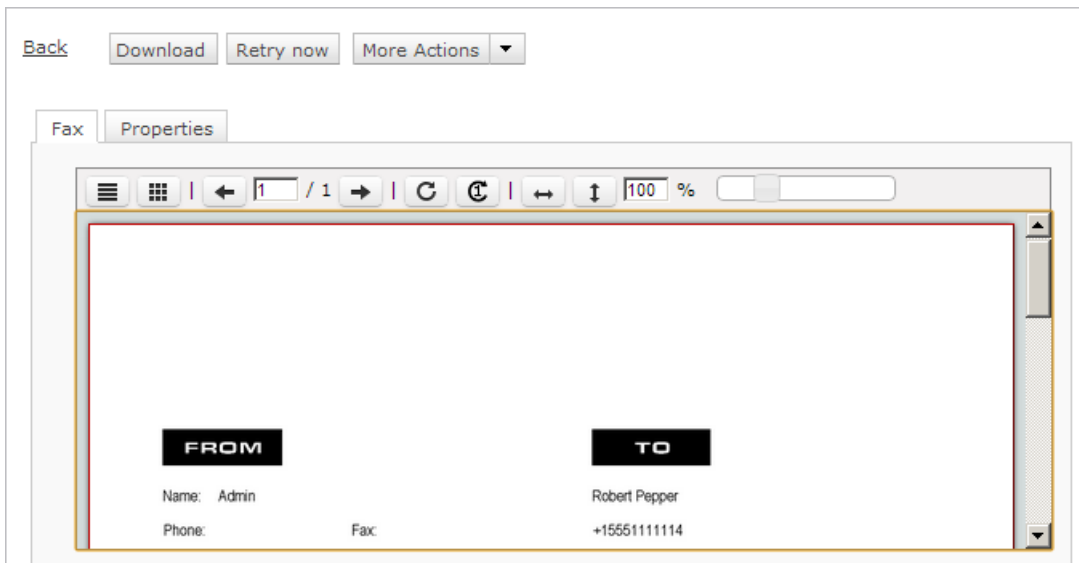 Back Download Retry now More Actions
Fax Properties
1 / 1 1 100 %
FROM TO
Name: Admin Robert Pepper
Phone: Fax: +15551111114